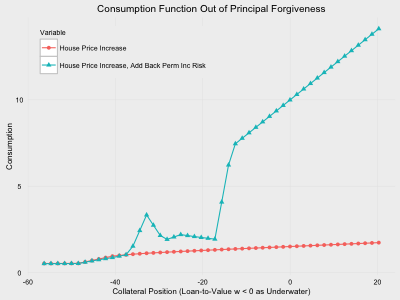 Consumption Function Out of Principal Forgiveness
Variable
House Price Increase
House Price Increase, Add Back Perm Inc Risk
Consumption
10
5
0
-60
-40
-20
0
20
Collateral Position (Loan-to-Value w < 0 as Underwater)